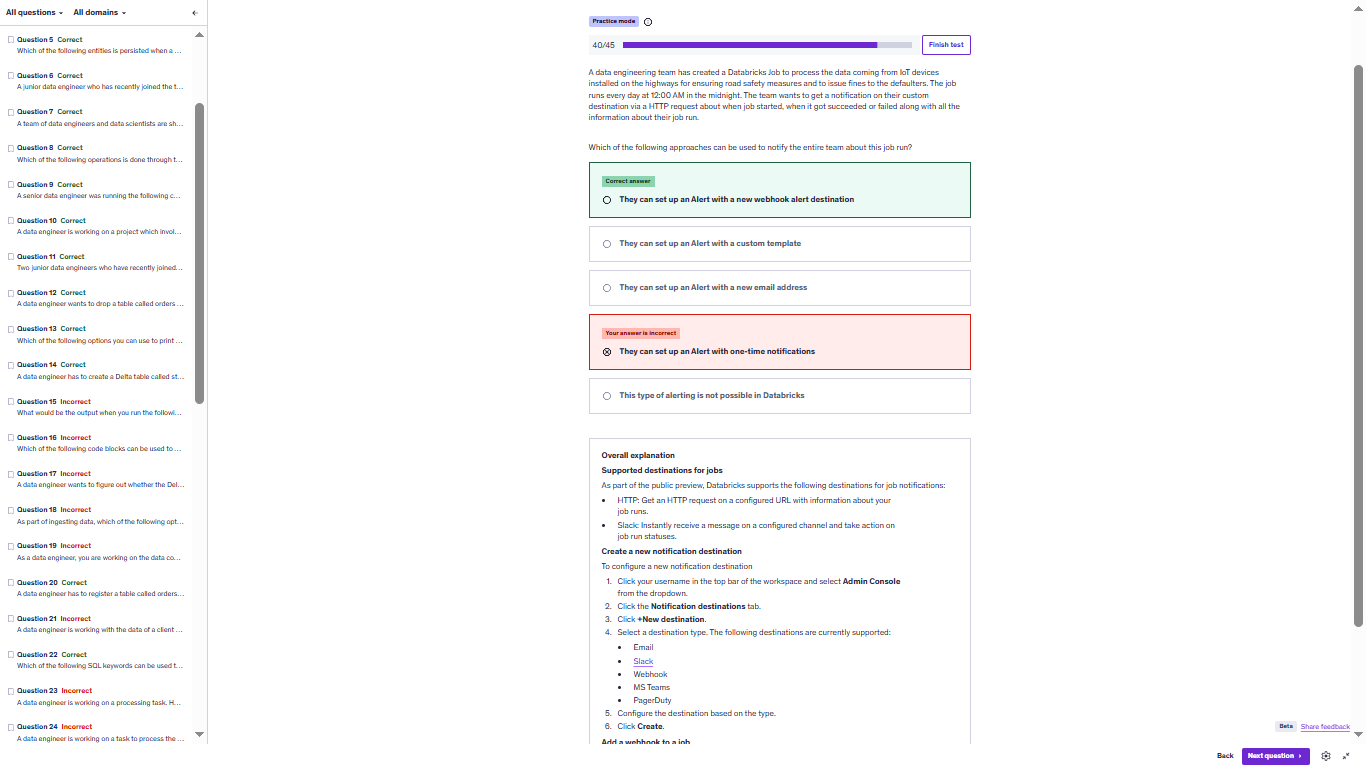 All questions
All domains
Question 5 Correct
Which of the following entities is persisted when a ...
Question 6 Correct
A junior data engineer who has recently joined the t...
Question 7 Correct
A team of data engineers and data scientists are sh...
Question 8 Correct
Which of the following operations is done through t...
Question 9 Correct
A senior data engineer was running the following c...
Question 10 Correct
A data engineer is working on a project which invol...
Question 11 Correct
Two junior data engineers who have recently joined...
Question 12 Correct
A data engineer wants to drop a table called orders ...
Question 13 Correct
Which of the following options you can use to print ...
Question 14 Correct
A data engineer has to create a Delta table called st...
Question 15 Incorrect
What would be the output when you run the followi...
Question 16 Incorrect
Which of the following code blocks can be used to ...
Question 17 Incorrect
A data engineer wants to figure out whether the Del...
Question 18 Incorrect
As part of ingesting data, which of the following opt...
Question 19 Incorrect
As a data engineer, you are working on the data co...
Question 20 Correct
A data engineer has to register a table called orders...
Question 21 Incorrect
A data engineer is working with the data of a client ...
Question 22 Correct
Which of the following SQL keywords can be used t...
Question 23 Incorrect
A data engineer is working on a processing task. H...
Question 24 Incorrect
A data engineer is working on a task to process the ...
Practice mode
40/45
Finish test
A data engineering team has created a Databricks Job to process the data coming from IoT devices
installed on the highways for ensuring road safety measures and to issue fines to the defaulters. The job
runs every day at 12:00 AM in the midnight. The team wants to get a notification on their custom
destination via a HTTP request about when job started, when it got succeeded or failed along with all the
information about their job run.
Which of the following approaches can be used to notify the entire team about this job run?
Correct answer
They can set up an Alert with a new webhook alert destination
They can set up an Alert with a custom template
They can set up an Alert with a new email address
Your answer is incorrect
They can set up an Alert with one-time notifications
This type of alerting is not possible in Databricks
Overall explanation
Supported destinations for jobs
As part of the public preview, Databricks supports the following destinations for job notifications:
• HTTP: Get an HTTP request on a configured URL with information about your
job runs.
• Slack: Instantly receive a message on a configured channel and take action on
job run statuses.
Create a new notification destination
To configure a new notification destination
1. Click your username in the top bar of the workspace and select Admin Console
from the dropdown.
2. Click the Notification destinations tab.
3. Click +New destination.
4. Select a destination type. The following destinations are currently supported:
• Email
• Slack
• Webhook
• MS Teams
• PagerDuty
5. Configure the destination based on the type.
6. Click Create.
Add a webhook to a job
Beta
Share feedback
Back
Next question